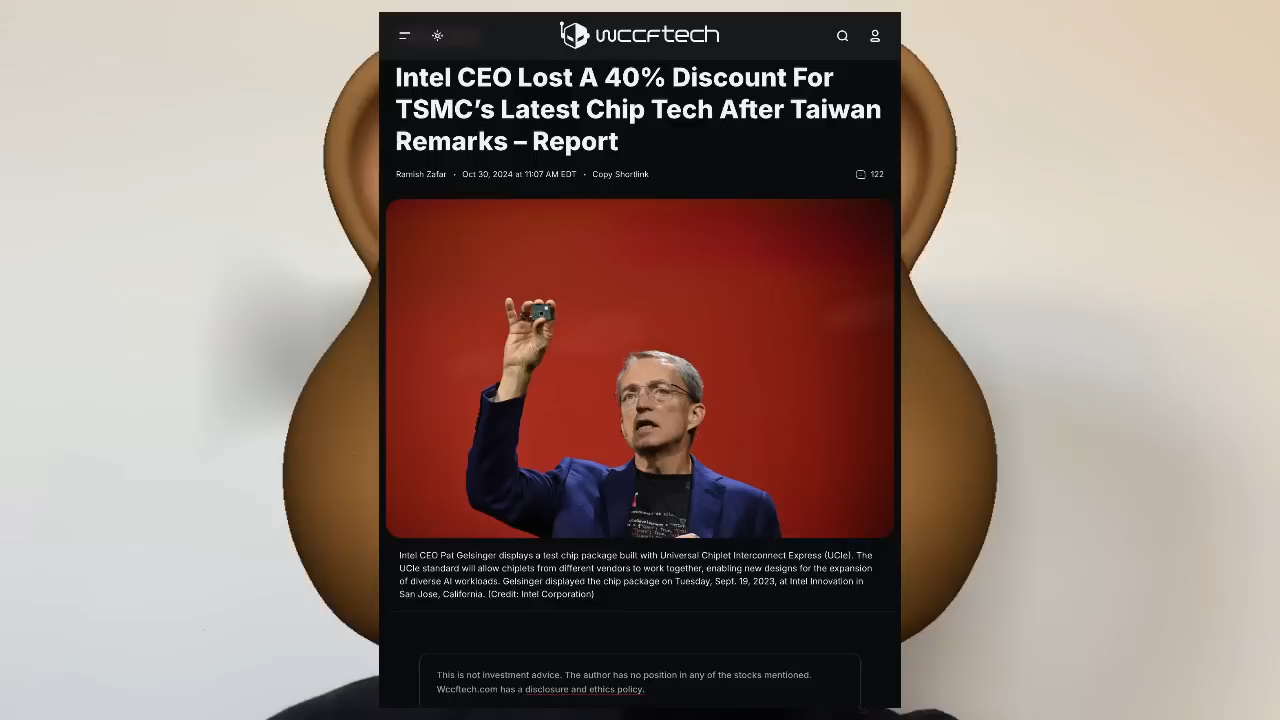 wccftech
Intel CEO Lost A 40% Discount For
TSMC's Latest Chip Tech After Taiwan
Remarks – Report
Ramish Zafar · Oct 30, 2024 at 11:07 AM EDT · Copy Shortlink 122
Intel CEO Pat Gelsinger displays a test chip package built with Universal Chiplet Interconnect Express (UCIe). The
UCIe standard will allow chiplets from different vendors to work together, enabling new designs for the expansion
of diverse AI workloads. Gelsinger displayed the chip package on Tuesday, Sept. 19, 2023, at Intel Innovation in
San Jose, California. (Credit: Intel Corporation)
This is not investment advice. The author has no position in any of the stocks mentioned.
Wccftech.com has a disclosure and ethics policy.